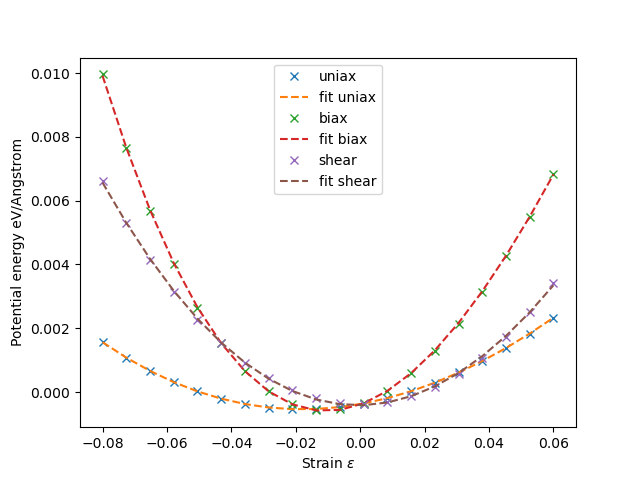 0.010
0.008
0.006
0.004
0.002
0.000
Potential energy eV/Angstrom
uniax
fit uniax
biax
fit biax
shear
fit shear
−0.08 −0.06 −0.04 −0.02 0.00 0.02 0.04 0.06
Strain ε